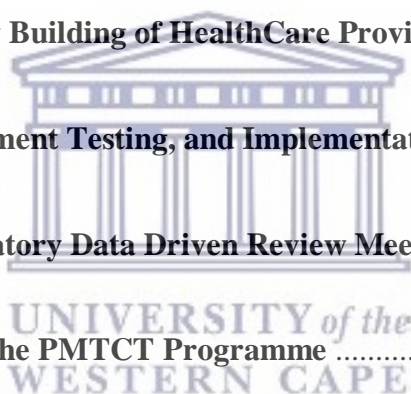 Building of HealthCare Provi
ment Testing, and Implementat
atory Data Driven Review Mee
UNIVERSITY of the
he PMTCT Programme ..........
WESTERN CAPE